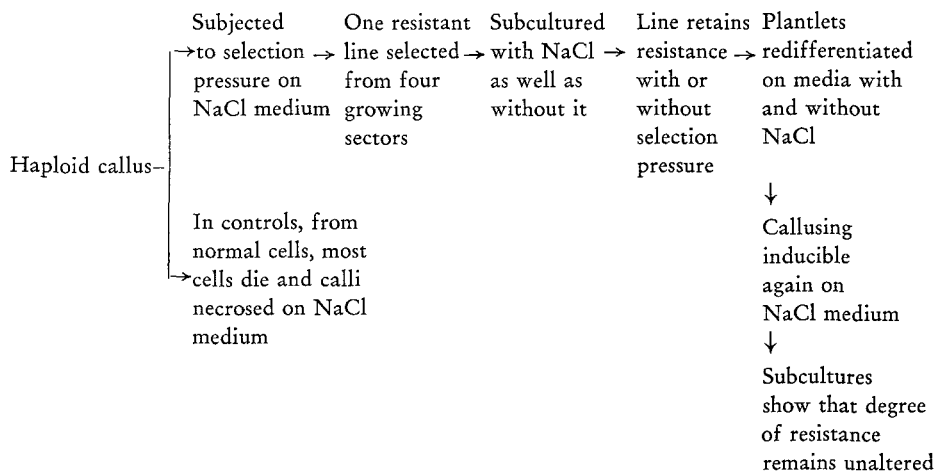 Haploid callus
Subjected
to selection
pressure on
NaCl medium
One resistant
line selected
from four
growing
sectors
Subcultured
with NaCl
as well as
without it
Line retains
resistance
with or
without
selection
pressure
Plantlets
redifferentiated
on media with
and without
NaCl
Callusing
inducible
again on
NaCl medium
Subcultures
show that degree
of resistance
remains unaltered
In controls, from
normal cells, most
cells die and calli
necrosed on NaCl
medium